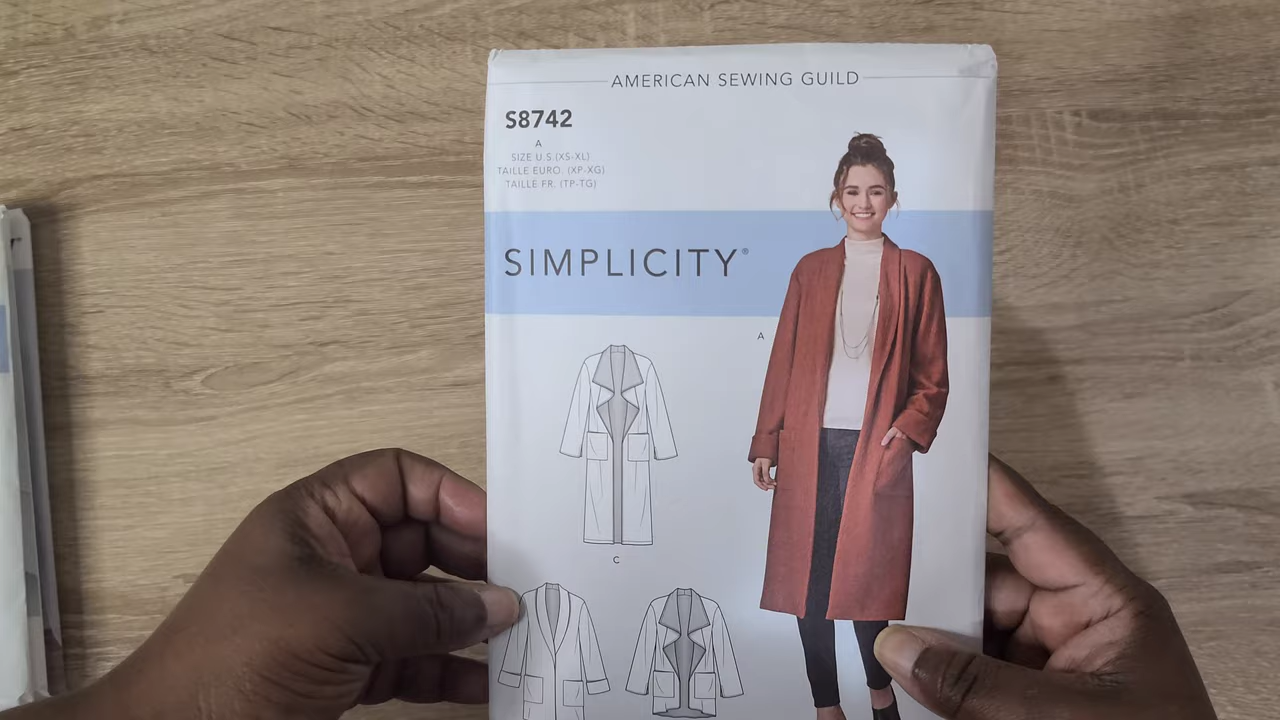 AMERICAN SEWING GUILD
S8742
A
SIZE U.S.(XS-XL)
TAILLE EURO. (XP-XG)
TAILLE FR. (TP-TG)
SIMPLICITY®
A
C